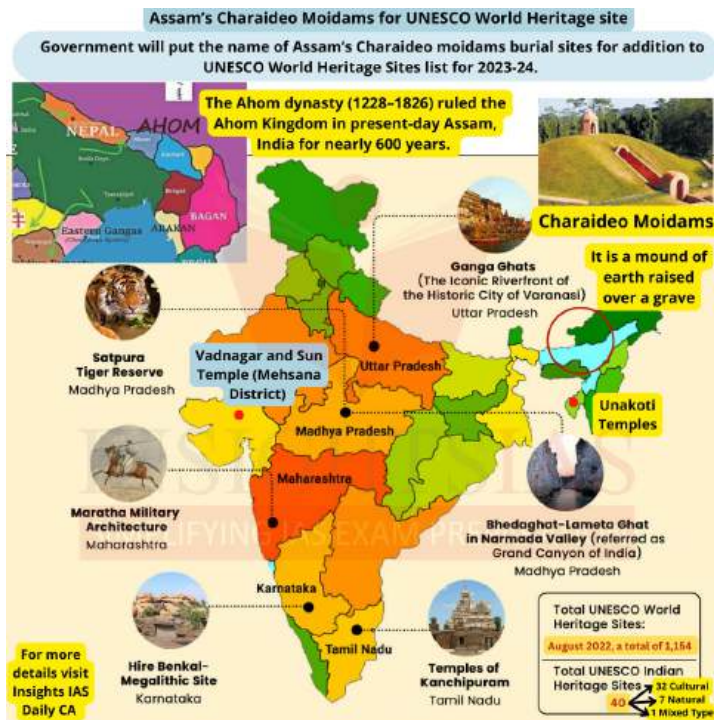 Assam's Charaideo Moidams for UNESCO World Heritage site
Government will put the name of Assam's Charaideo moidams burial sites for addition to
UNESCO World Heritage Sites list for 2023-24.
The Ahom dynasty (1228–1826) ruled the
Ahom Kingdom in present-day Assam,
India for nearly 600 years.
NEPAL
AHOM
Bengal
BAGAN
ARAKAN
Eastern Gangas
Charaideo Moidams
It is a mound of
earth raised
over a grave
Ganga Ghats
(The Iconic Riverfront of
the Historic City of Varanasi)
Uttar Pradesh
Satpura
Tiger Reserve
Madhya Pradesh
Vadnagar and Sun
Temple (Mehsana
District)
Uttar Pradesh
Unakoti
Temples
Madhya Pradesh
Maharashtra
Maratha Military
Architecture
Maharashtra
Bhedaghat-Lameta Ghat
in Narmada Valley (referred as
Grand Canyon of India)
Madhya Pradesh
SIMPLIFYING IAS EXAM
Karnataka
Tamil Nadu
Hire Benkal-
Megalithic Site
Karnataka
Temples of
Kanchipuram
Tamil Nadu
Total UNESCO World
Heritage Sites:
August 2022, a total of 1,154
Total UNESCO Indian
Heritage Sites
40
32 Cultural
7 Natural
1 Mixed Type
For more
details visit
Insights IAS
Daily CA